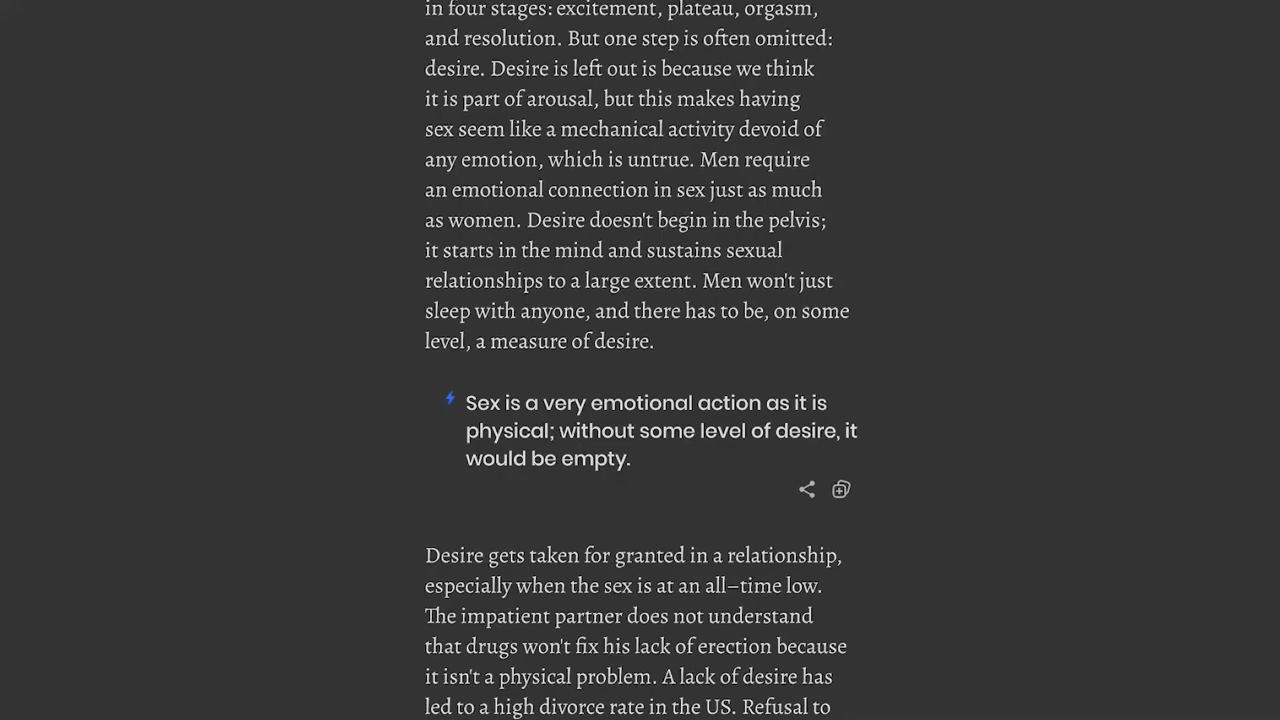 in four stages: excitement, plateau, orgasm,
and resolution. But one step is often omitted:
desire. Desire is left out is because we think
it is part of arousal, but this makes having
sex seem like a mechanical activity devoid of
any emotion, which is untrue. Men require
an emotional connection in sex just as much
as women. Desire doesn't begin in the pelvis;
it starts in the mind and sustains sexual
relationships to a large extent. Men won't just
sleep with anyone, and there has to be, on some
level, a measure of desire.
Sex is a very emotional action as it is
physical; without some level of desire, it
would be empty.
Desire gets taken for granted in a relationship,
especially when the sex is at an all–time low.
The impatient partner does not understand
that drugs won't fix his lack of erection because
it isn't a physical problem. A lack of desire has
led to a high divorce rate in the US. Refusal to